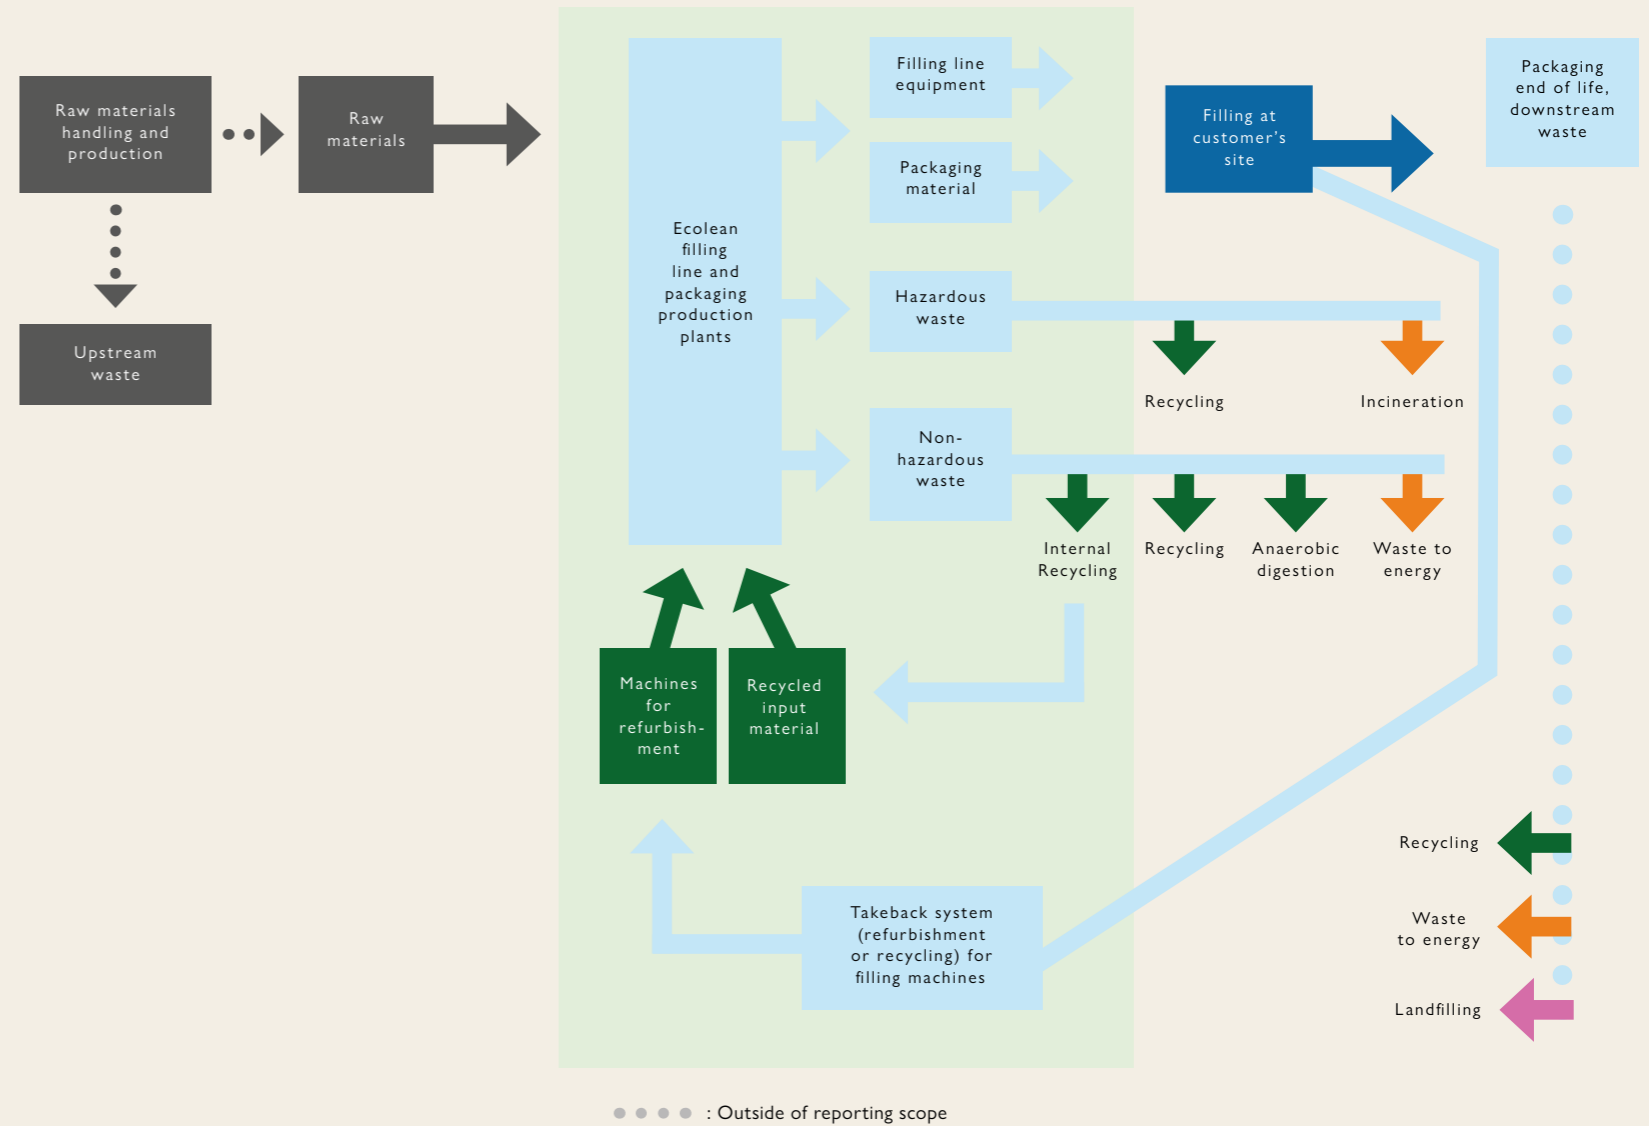 Raw materials
handling and
production
Raw
materials
Upstream
waste
Ecolean
filling
line and
packaging
production
plants
Filling line
equipment
Packaging
material
Hazardous
waste
Non-
hazardous
waste
Filling at
customer's
site
Packaging
end of life,
downstream
waste
Recycling
Incineration
Internal
Recycling
Recycling
Anaerobic
digestion
Waste to
energy
Machines
for
refurbish-
ment
Recycled
input
material
Takeback system
(refurbishment
or recycling) for
filling machines
Recycling
Waste
to energy
Landfilling
: Outside of reporting scope